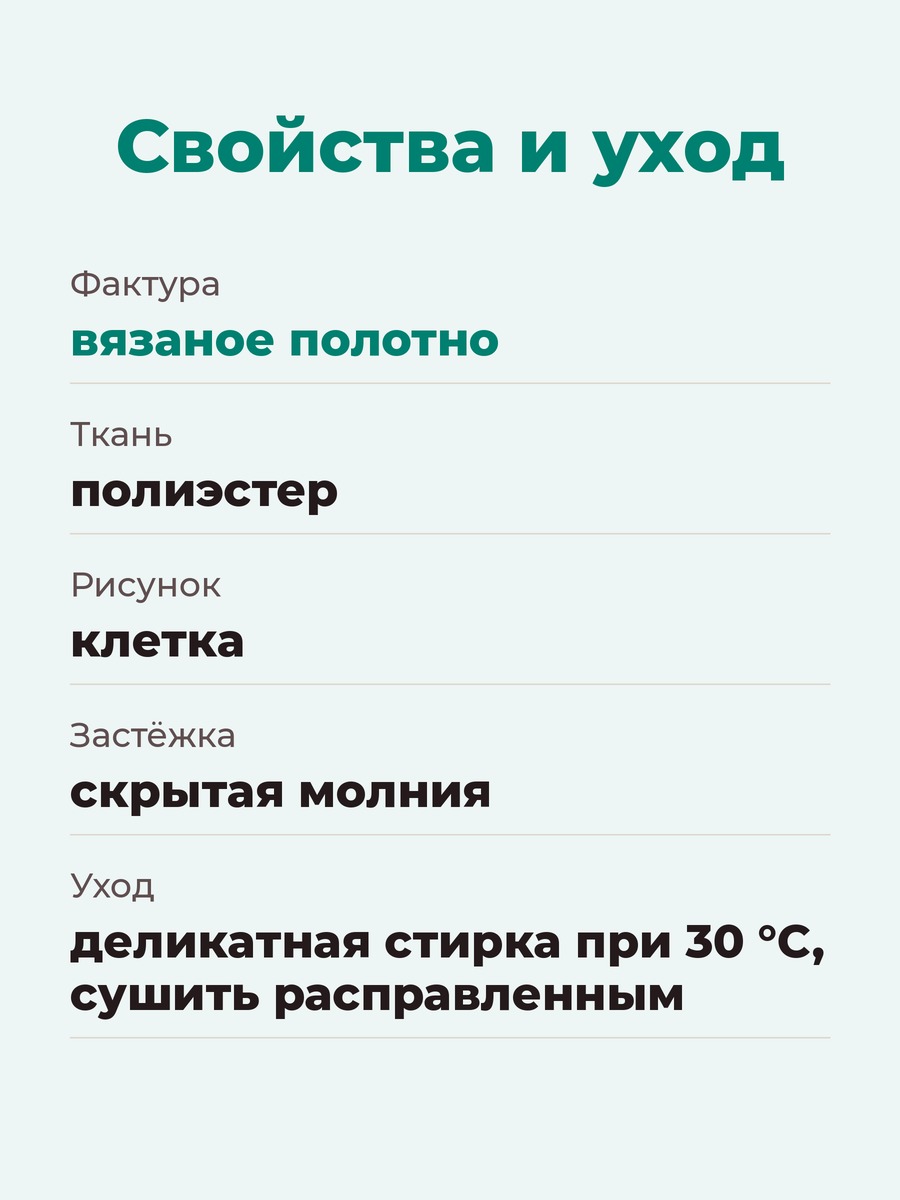 Свойства и уход
Фактура
вязаное полотно
Ткань
полиэстер
Рисунок
клетка
Застёжка
скрытая молния
Уход
деликатная стирка при 30 °C,
сушить расправленным